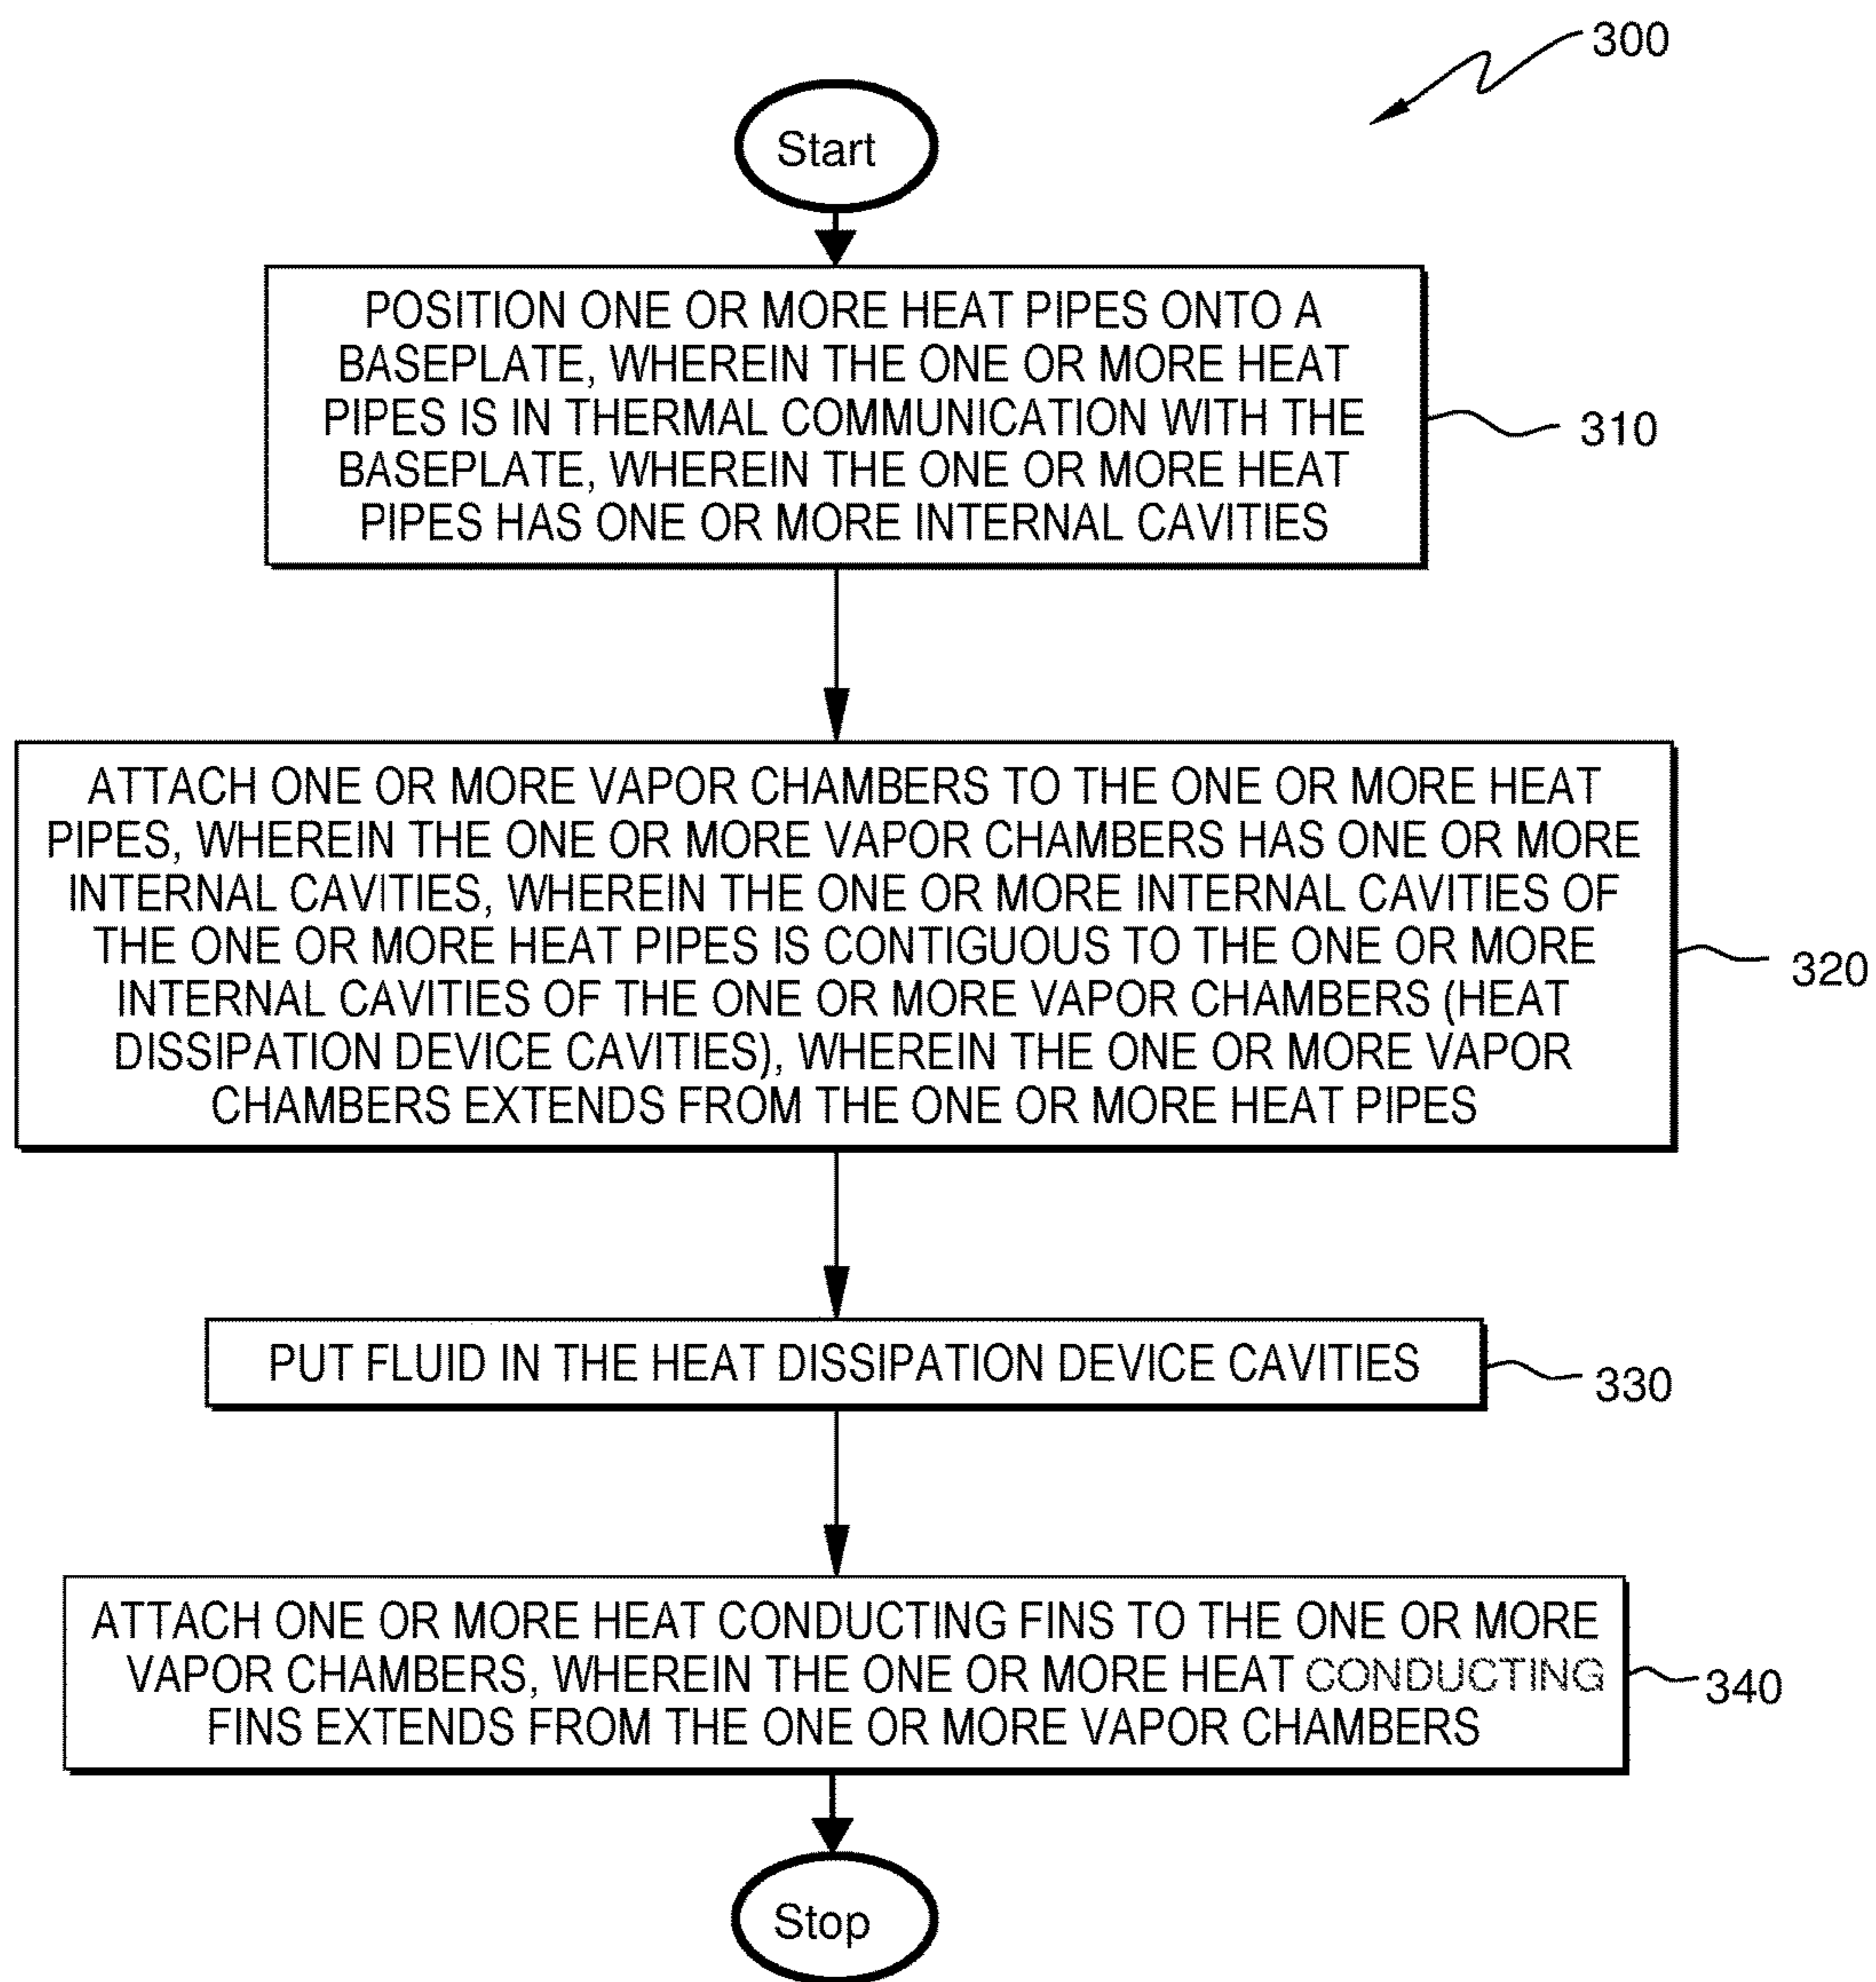 300
Start
POSITION ONE OR MORE HEAT PIPES ONTO A
BASEPLATE, WHEREIN THE ONE OR MORE HEAT
PIPES IS IN THERMAL COMMUNICATION WITH THE
BASEPLATE, WHEREIN THE ONE OR MORE HEAT
PIPES HAS ONE OR MORE INTERNAL CAVITIES
310
ATTACH ONE OR MORE VAPOR CHAMBERS TO THE ONE OR MORE HEAT
PIPES, WHEREIN THE ONE OR MORE VAPOR CHAMBERS HAS ONE OR MORE
INTERNAL CAVITIES, WHEREIN THE ONE OR MORE INTERNAL CAVITIES OF
THE ONE OR MORE HEAT PIPES IS CONTIGUOUS TO THE ONE OR MORE
INTERNAL CAVITIES OF THE ONE OR MORE VAPOR CHAMBERS (HEAT
DISSIPATION DEVICE CAVITIES), WHEREIN THE ONE OR MORE VAPOR
CHAMBERS EXTENDS FROM THE ONE OR MORE HEAT PIPES
320
PUT FLUID IN THE HEAT DISSIPATION DEVICE CAVITIES
330
ATTACH ONE OR MORE HEAT CONDUCTING FINS TO THE ONE OR MORE
VAPOR CHAMBERS, WHEREIN THE ONE OR MORE HEAT CONDUCTING
FINS EXTENDS FROM THE ONE OR MORE VAPOR CHAMBERS
340
Stop